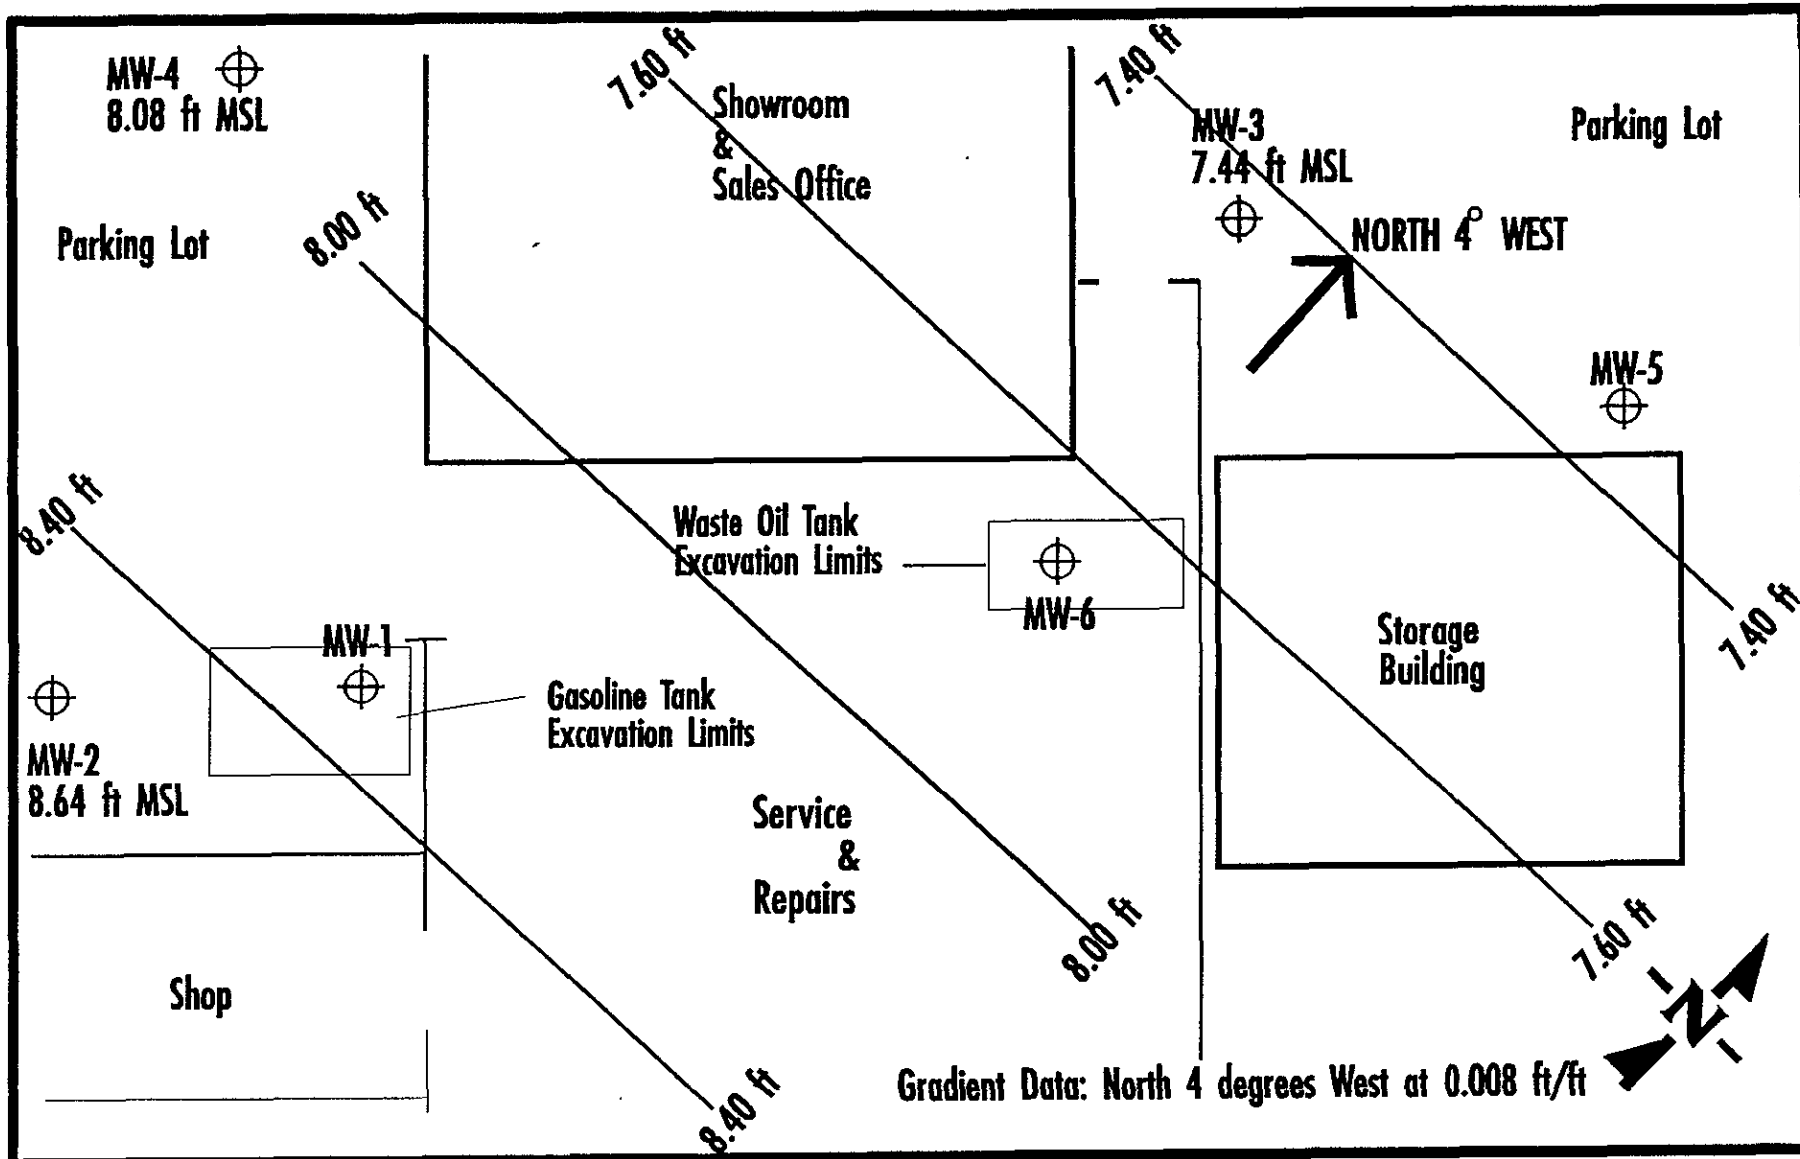 MW-4
8.08 ft MSL
7.60 ft
Showroom
&
Sales Office
7.40 ft
MW-3
7.44 ft MSL
Parking Lot
Parking Lot
8.00 ft
NORTH 4° WEST
MW-5
8.40 ft
Waste Oil Tank
Excavation Limits
MW-6
MW-1
Gasoline Tank
Excavation Limits
Storage
Building
7.40 ft
MW-2
8.64 ft MSL
Service
&
Repairs
8.00 ft
7.60 ft
Shop
N
Gradient Data: North 4 degrees West at 0.008 ft/ft
8.40 ft